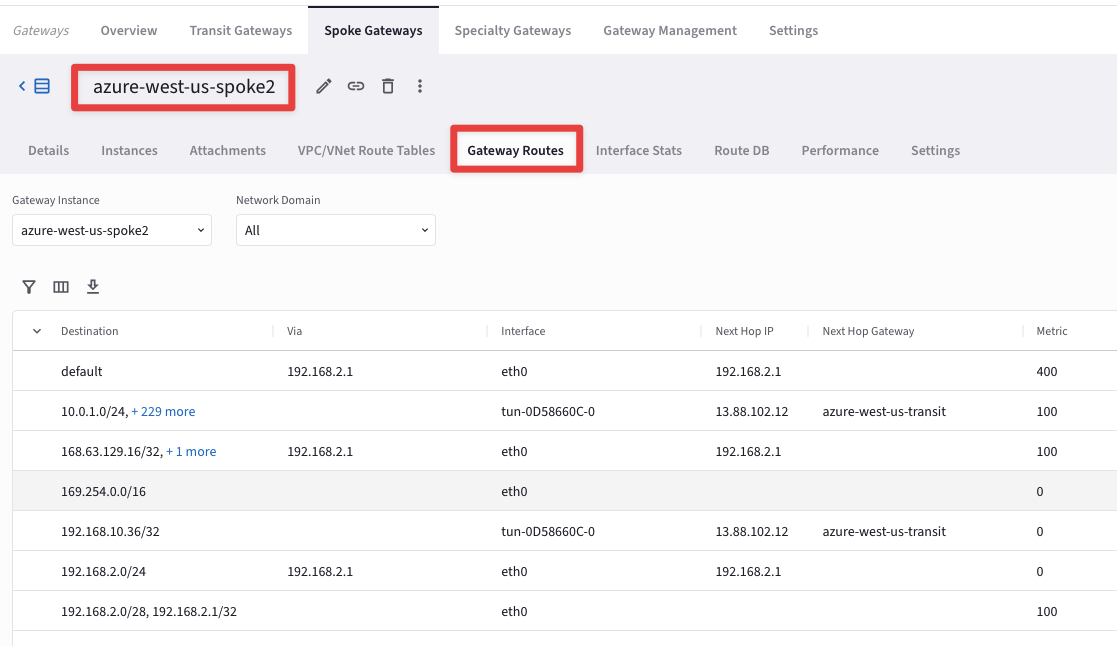 Gateways Overview Transit Gateways Spoke Gateways Specialty Gateways Gateway Management Settings
azure-west-us-spoke2
Details Instances Attachments VPC/VNet Route Tables Gateway Routes Interface Stats Route DB Performance Settings
Gateway Instance Network Domain
azure-west-us-spoke2 All
Destination Via Interface Next Hop IP Next Hop Gateway Metric
default 192.168.2.1 eth0 192.168.2.1 400
10.0.1.0/24, + 229 more tun-0D58660C-0 13.88.102.12 azure-west-us-transit 100
168.63.129.16/32, + 1 more 192.168.2.1 eth0 192.168.2.1 100
169.254.0.0/16 eth0 0
192.168.10.36/32 tun-0D58660C-0 13.88.102.12 azure-west-us-transit 0
192.168.2.0/24 192.168.2.1 eth0 192.168.2.1 0
192.168.2.0/28, 192.168.2.1/32 eth0 100